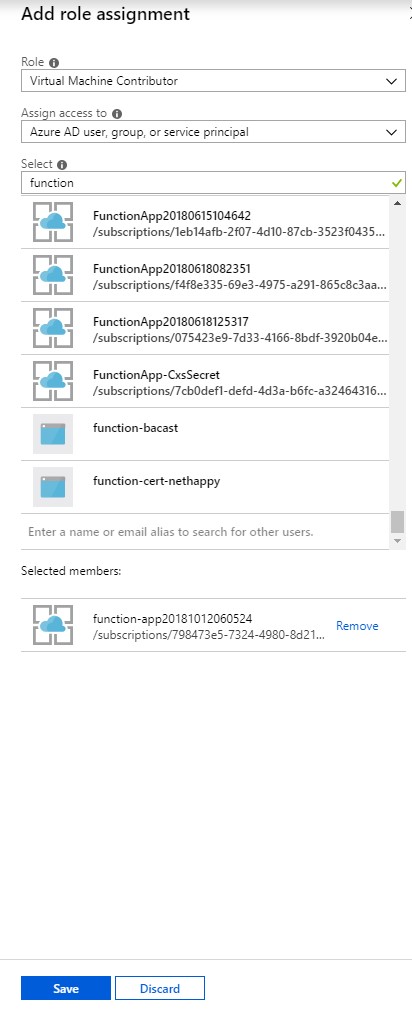 Add role assignment
Role
Virtual Machine Contributor
Assign access to
Azure AD user, group, or service principal
Select
function
FunctionApp20180615104642
/subscriptions/1eb14afb-2f07-4d10-87cb-3523f0435...
FunctionApp20180618082351
/subscriptions/f4f8e335-69e3-4975-a291-865c8c3aa...
FunctionApp20180618125317
/subscriptions/075423e9-7d33-4166-8bdf-3920b04e...
FunctionApp-CxsSecret
/subscriptions/7cb0def1-defd-4d3a-b6fc-a32464316...
function-bacast
function-cert-nethappy
Enter a name or email alias to search for other users.
Selected members:
function-app20181012060524
/subscriptions/798473e5-7324-4980-8d21...
Remove
Save
Discard